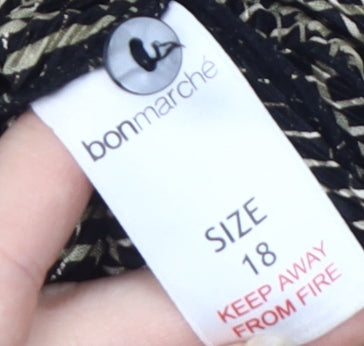 bonmarché
SIZE
18
KEEP AWAY
FROM FIRE